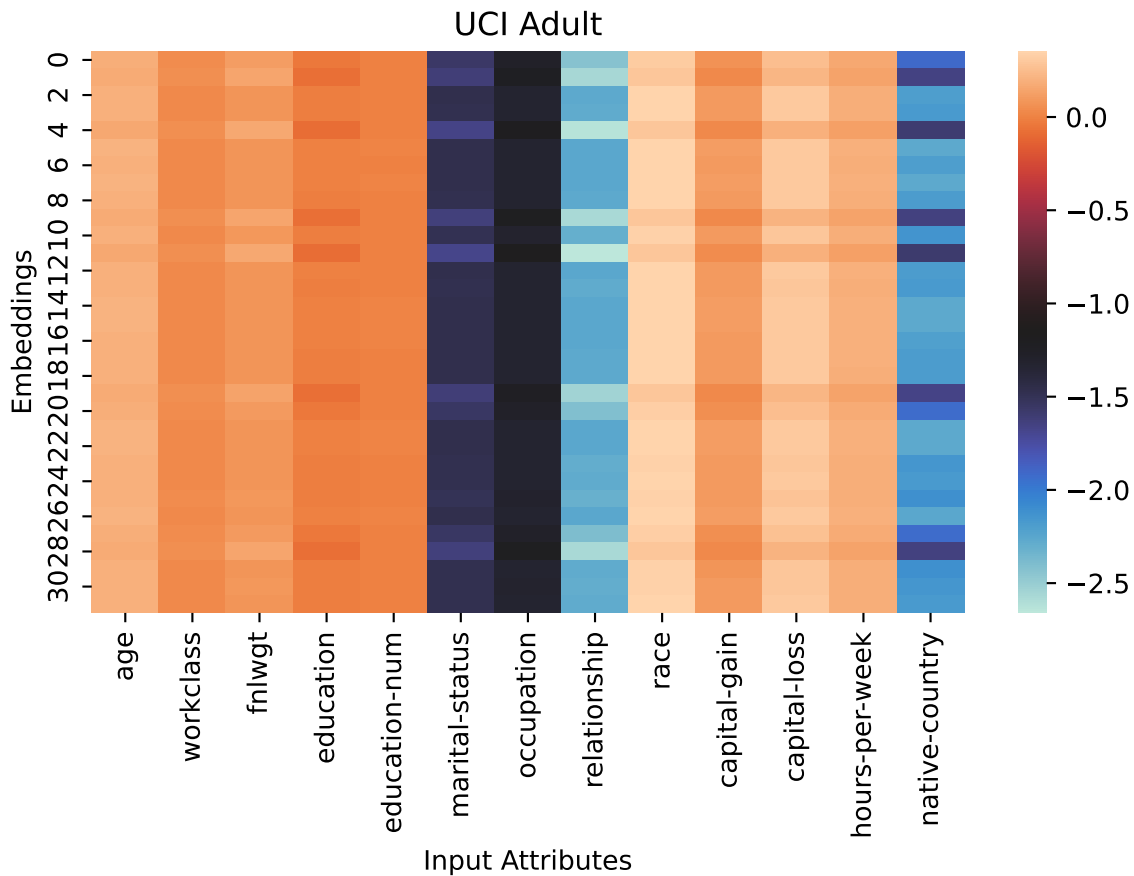 UCI Adult
Embeddings
0
2
4
6
8
10
12
14
16
18
20
22
24
26
28
30
age
workclass
fnlwgt
education
education-num
marital-status
occupation
relationship
race
capital-gain
capital-loss
hours-per-week
native-country
Input Attributes
0.0
−0.5
−1.0
−1.5
−2.0
−2.5